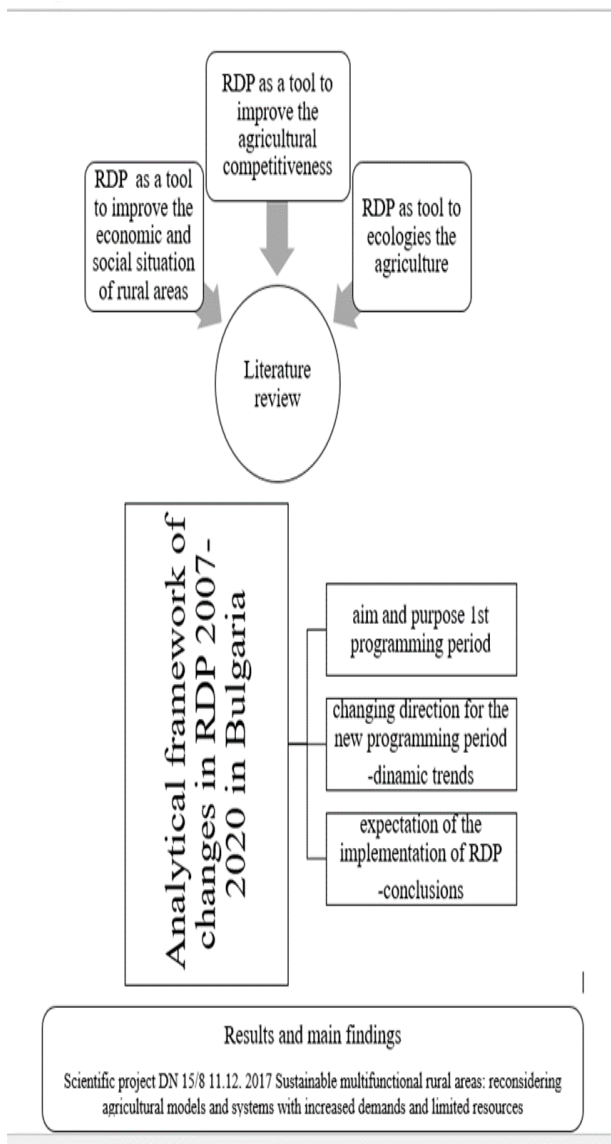 RDP as a tool to
improve the
agricultural
competitiveness
RDP as a tool
to improve the
economic and
social situation
of rural areas
RDP as tool to
ecologies the
agriculture
Literature
review
Analytical framework of
changes in RDP 2007-
2020 in Bulgaria
aim and purpose 1st
programming period
changing direction for the
new programming period
-dinamic trends
expectation of the
implementation of RDP
-conclusions
Results and main findings
Scientific project DN 15/8 11.12. 2017 Sustainable multifunctional rural areas: reconsidering
agricultural models and systems with increased demands and limited resources